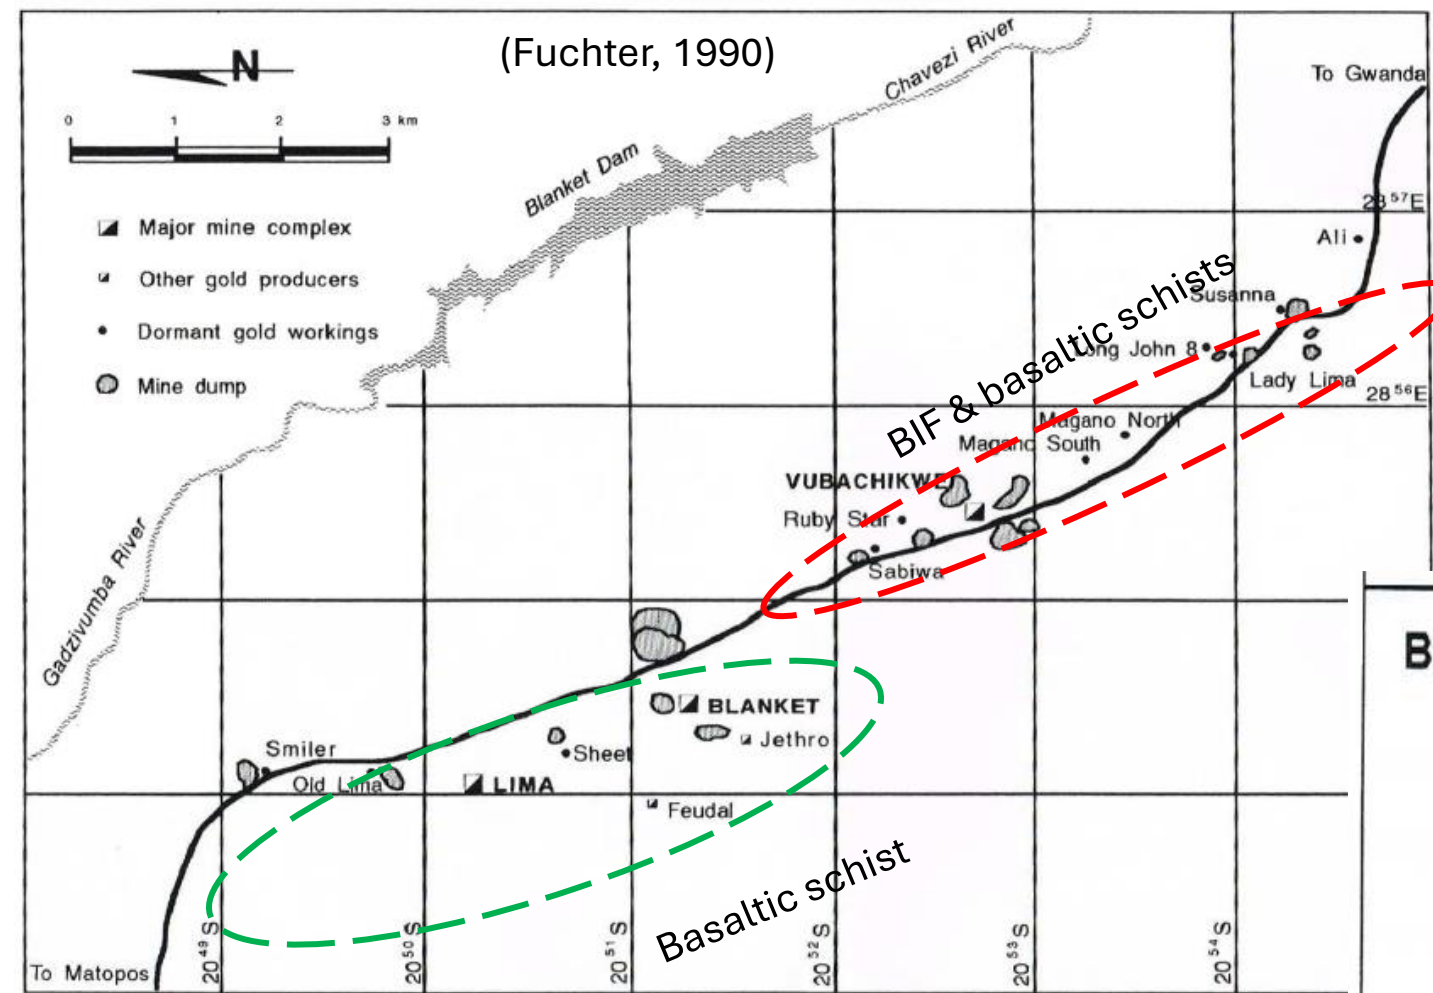 (Fuchter, 1990)
N
0 1 2 3 km
Major mine complex
Other gold producers
Dormant gold workings
Mine dump
Chavezi River
Blanket Dam
Gadzivumba River
To Gwanda
28 57'E
Ali
BIF & basaltic schists
Susanna
Long John 8
Lady Lima
28 56'E
Magano North
Magano South
VUBACHIKWE
Ruby Star
Sabiwa
BLANKET
Jethro
Sheet
Smiler
Old Lima
LIMA
Feudal
Basaltic schist
B
20 49'S
20 50'S
20 51'S
20 52'S
20 53'S
20 54'S
To Matopos